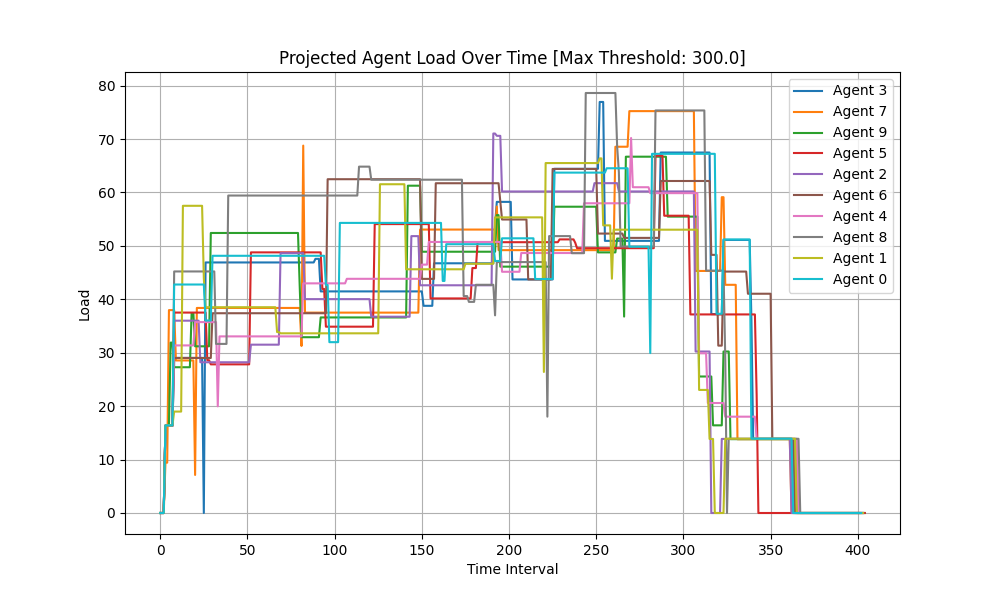 Projected Agent Load Over Time [Max Threshold: 300.0]
Load
80
70
60
50
40
30
20
10
0
0 50 100 150 200 250 300 350 400
Time Interval
Agent 3
Agent 7
Agent 9
Agent 5
Agent 2
Agent 6
Agent 4
Agent 8
Agent 1
Agent 0